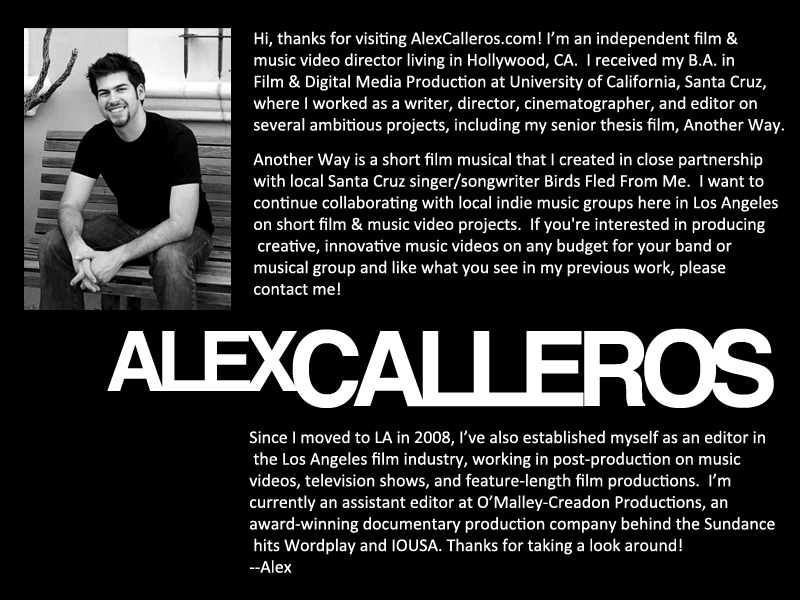 Hi, thanks for visiting AlexCalleros.com! I'm an independent film &
music video director living in Hollywood, CA.  I received my B.A. in
Film & Digital Media Production at University of California, Santa Cruz,
where I worked as a writer, director, cinematographer, and editor on
several ambitious projects, including my senior thesis film, Another Way.
Another Way is a short film musical that I created in close partnership
with local Santa Cruz singer/songwriter Birds Fled From Me.  I want to
continue collaborating with local indie music groups here in Los Angeles
on short film & music video projects.  If you're interested in producing
creative, innovative music videos on any budget for your band or
musical group and like what you see in my previous work, please
contact me!
ALEXCALLEROS
Since I moved to LA in 2008, I've also established myself as an editor in
the Los Angeles film industry, working in post-production on music
videos, television shows, and feature-length film productions.  I'm
currently an assistant editor at O'Malley-Creadon Productions, an
award-winning documentary production company behind the Sundance
hits Wordplay and IOUSA. Thanks for taking a look around!
--Alex